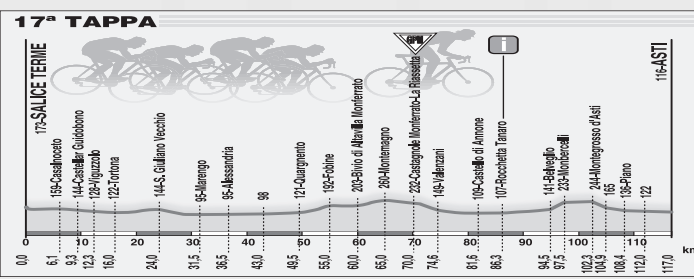 17ª TAPPA
GPM
i
173-SALICE TERME
159-Casalnoceto
144-Castellar Guidobono
128-Viguzzolo
122-Tortona
144-S. Giuliano Vecchio
95-Marengo
95-Alessandria
98
121-Quargnento
192-Fubine
203-Bivio di Altavilla Monferrato
260-Montemagno
232-Castagnole Monferrato-La Riassetta
149-Valenzani
109-Castello di Annone
107-Rocchetta Tanaro
141-Belveglio
233-Mombercelli
244-Montegrosso d'Asti
165
136-Piano
122
116-ASTI
0 10 20 30 40 50 60 70 80 90 100 110
0,0 6,1 9,3 12,3 16,0 24,0 31,5 36,5 43,0 49,5 55,0 60,0 65,0 70,0 74,6 81,6 86,3 94,5 97,5 102,3 104,9 108,4 112,0 117,0
km